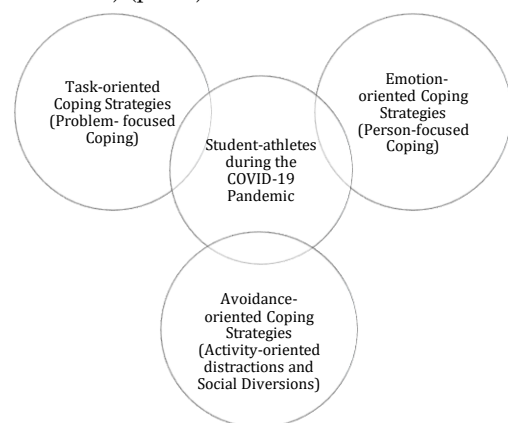 Task-oriented
Coping Strategies
(Problem- focused
Coping)
Emotion-
oriented Coping
Strategies
(Person-focused
Coping)
Student-athletes
during the
COVID-19
Pandemic
Avoidance-
oriented Coping
Strategies
(Activity-oriented
distractions and
Social Diversions)